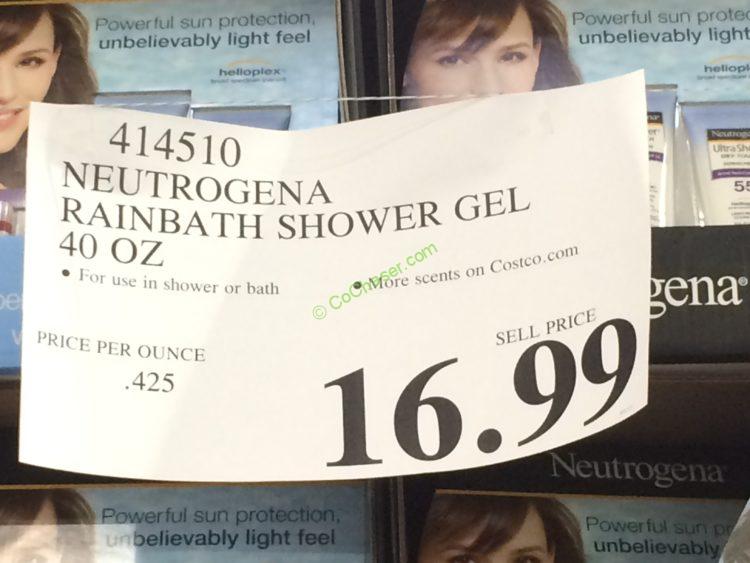 Powerful sun protection,
unbelievably light feel
helioplex
Powerful sun protec
unbelievably light
heliopl
414510
NEUTROGENA
RAINBATH SHOWER GEL
40 OZ
• For use in shower or bath
• More scents on Costco.com
© CoChaser.com
PRICE PER OUNCE
.425
SELL PRICE
16.99
Neutrogena
Ultra Sh
55
gena®
Neutrogena
Powerful sun protection,
unbelievably light feel
Powerful sun pr
unbelievably